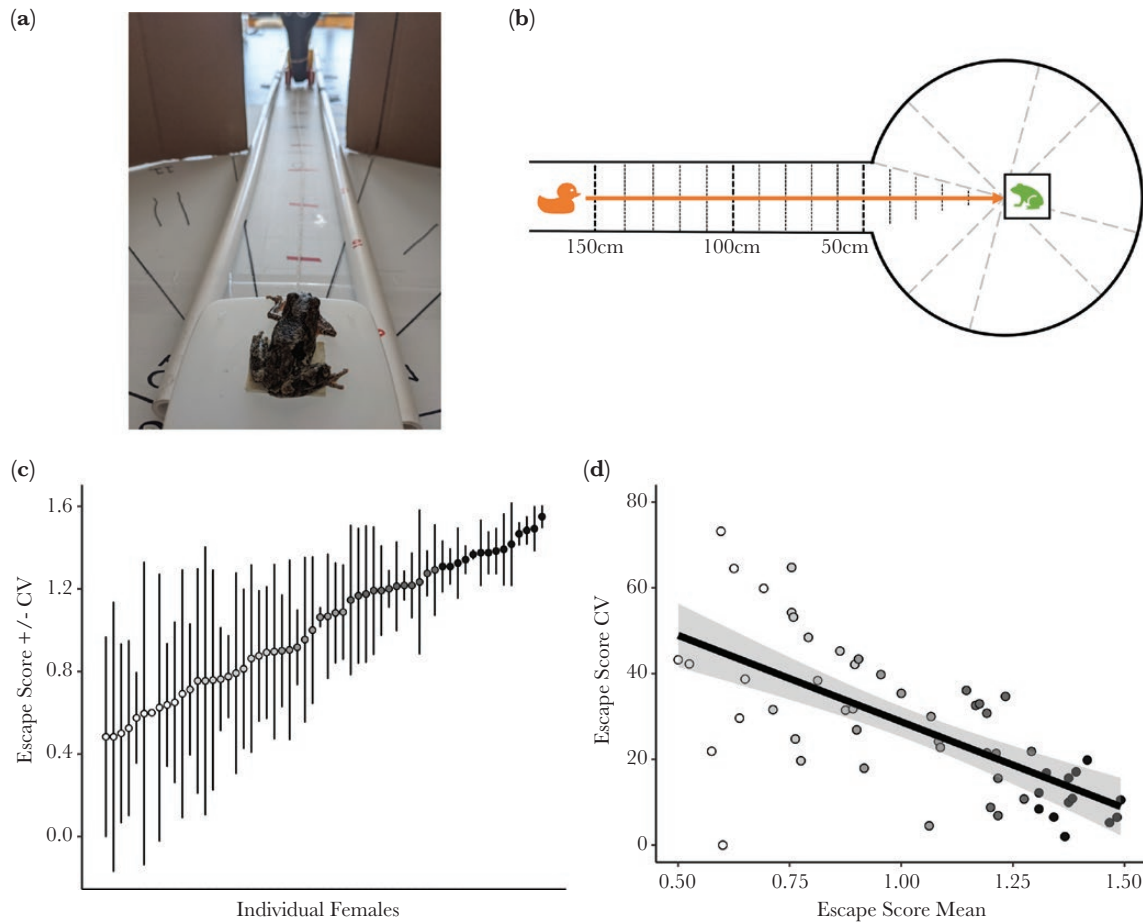 (a)
(b)
150cm
100cm
50cm
(c)
Escape Score +/- CV
1.6
1.2
0.8
0.4
0.0
Individual Females
(d)
Escape Score CV
80
60
40
20
0
0.50
0.75
1.00
1.25
1.50
Escape Score Mean